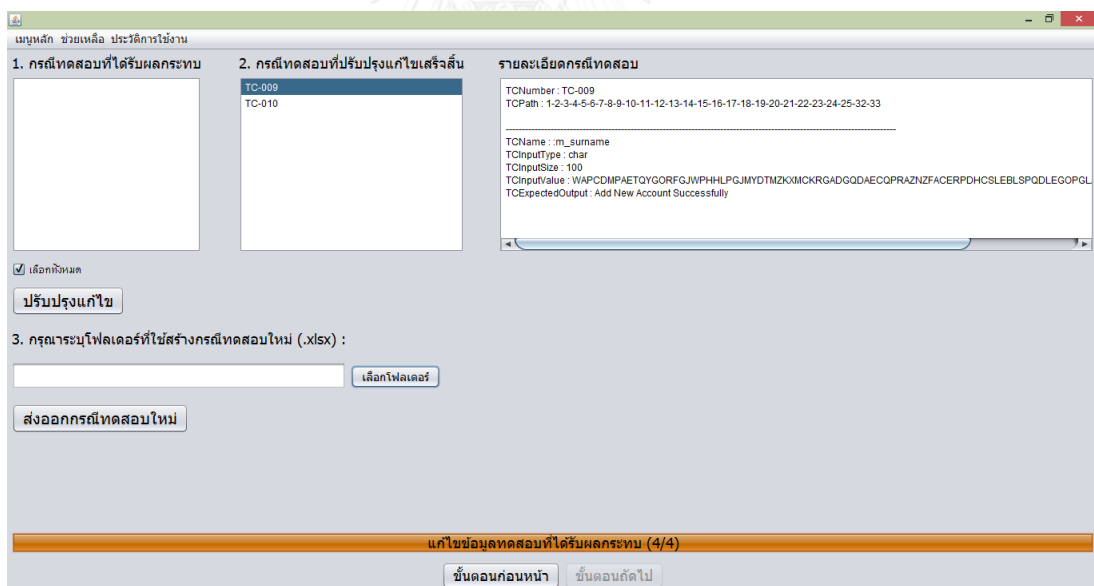 เมนูหลัก ช่วยเหลือ ประวัติการใช้งาน
1. กรณีทดสอบที่ได้รับผลกระทบ
2. กรณีทดสอบที่ปรับปรุงแก้ไขเสร็จสิ้น
รายละเอียดกรณีทดสอบ
TC-009
TC-010
TCNumber : TC-009
TCPath : 1-2-3-4-5-6-7-8-9-10-11-12-13-14-15-16-17-18-19-20-21-22-23-24-25-32-33
TCName : :m_surname
TCInputType : char
TCInputSize : 100
TCInputValue : WAPCDMPAETQYGORFGJWPHHLPGJMYDTMZKXMCKRGADGQDAECQPRAZNZFACERPDHCSLEBLSPQDLEGOPGL
TCExpectedOutput : Add New Account Successfully
เลือกทั้งหมด
ปรับปรุงแก้ไข
3. กรุณาระบุโฟลเดอร์ที่ใช้สร้างกรณีทดสอบใหม่ (.xlsx) :
เลือกโฟลเดอร์
ส่งออกกรณีทดสอบใหม่
แก้ไขข้อมูลทดสอบที่ได้รับผลกระทบ (4/4)
ขั้นตอนก่อนหน้า ขั้นตอนถัดไป